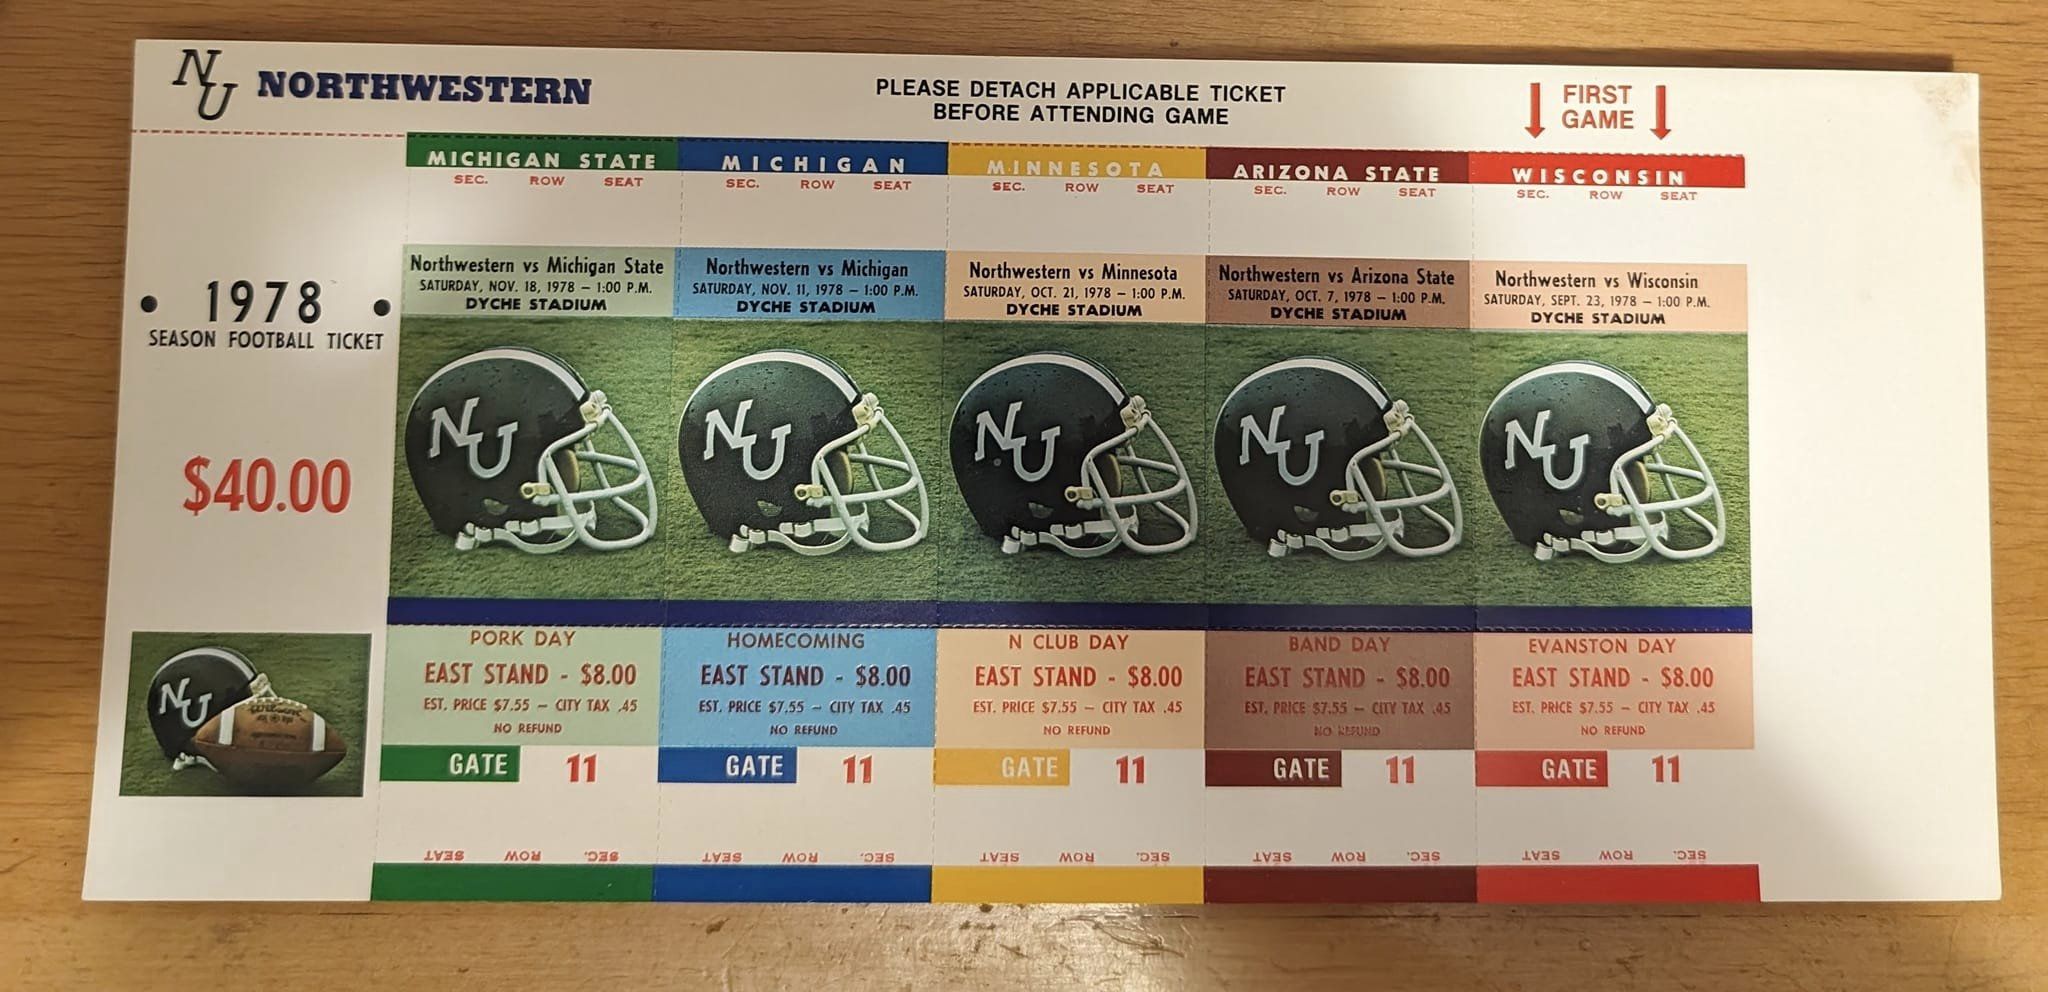 NU NORTHWESTERN
PLEASE DETACH APPLICABLE TICKET
BEFORE ATTENDING GAME
FIRST
GAME
• 1978 •
SEASON FOOTBALL TICKET
$40.00
NU
MICHIGAN STATE
SEC. ROW SEAT
Northwestern vs Michigan State
SATURDAY, NOV. 18, 1978 – 1:00 P.M.
DYCHE STADIUM
NU
PORK DAY
EAST STAND - $8.00
EST. PRICE $7.55 – CITY TAX .45
NO REFUND
GATE 11
SEC. ROW SEAT
MICHIGAN
SEC. ROW SEAT
Northwestern vs Michigan
SATURDAY, NOV. 11, 1978 – 1:00 P.M.
DYCHE STADIUM
NU
HOMECOMING
EAST STAND - $8.00
EST. PRICE $7.55 – CITY TAX .45
NO REFUND
GATE 11
SEC. ROW SEAT
MINNESOTA
SEC. ROW SEAT
Northwestern vs Minnesota
SATURDAY, OCT. 21, 1978 – 1:00 P.M.
DYCHE STADIUM
NU
N CLUB DAY
EAST STAND - $8.00
EST. PRICE $7.55 – CITY TAX .45
NO REFUND
GATE 11
SEC. ROW SEAT
ARIZONA STATE
SEC. ROW SEAT
Northwestern vs Arizona State
SATURDAY, OCT. 7, 1978 – 1:00 P.M.
DYCHE STADIUM
NU
BAND DAY
EAST STAND - $8.00
EST. PRICE $7.55 – CITY TAX .45
NO REFUND
GATE 11
SEC. ROW SEAT
WISCONSIN
SEC. ROW SEAT
Northwestern vs Wisconsin
SATURDAY, SEPT. 23, 1978 – 1:00 P.M.
DYCHE STADIUM
NU
EVANSTON DAY
EAST STAND - $8.00
EST. PRICE $7.55 – CITY TAX .45
NO REFUND
GATE 11
SEC. ROW SEAT